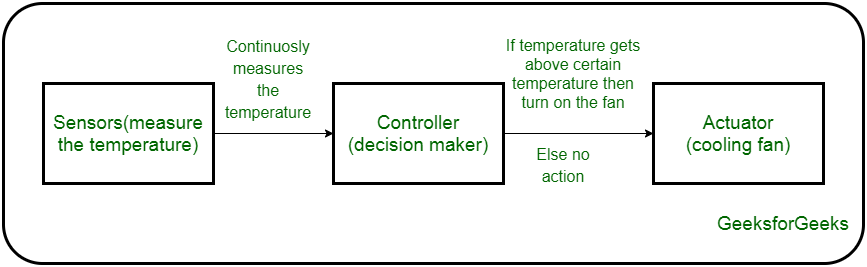 Sensors(measure
the temperature)
Continuosly
measures
the
temperature
Controller
(decision maker)
If temperature gets
above certain
temperature then
turn on the fan
Else no
action
Actuator
(cooling fan)
GeeksforGeeks